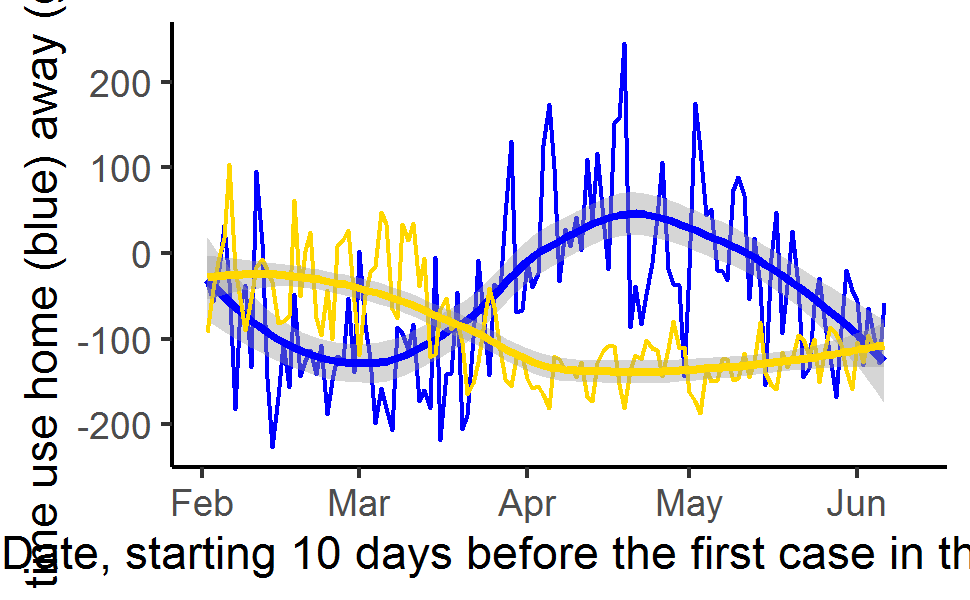 time use home (blue) away (
200
100
0
-100
-200
Feb Mar Apr May Jun
Date, starting 10 days before the first case in th